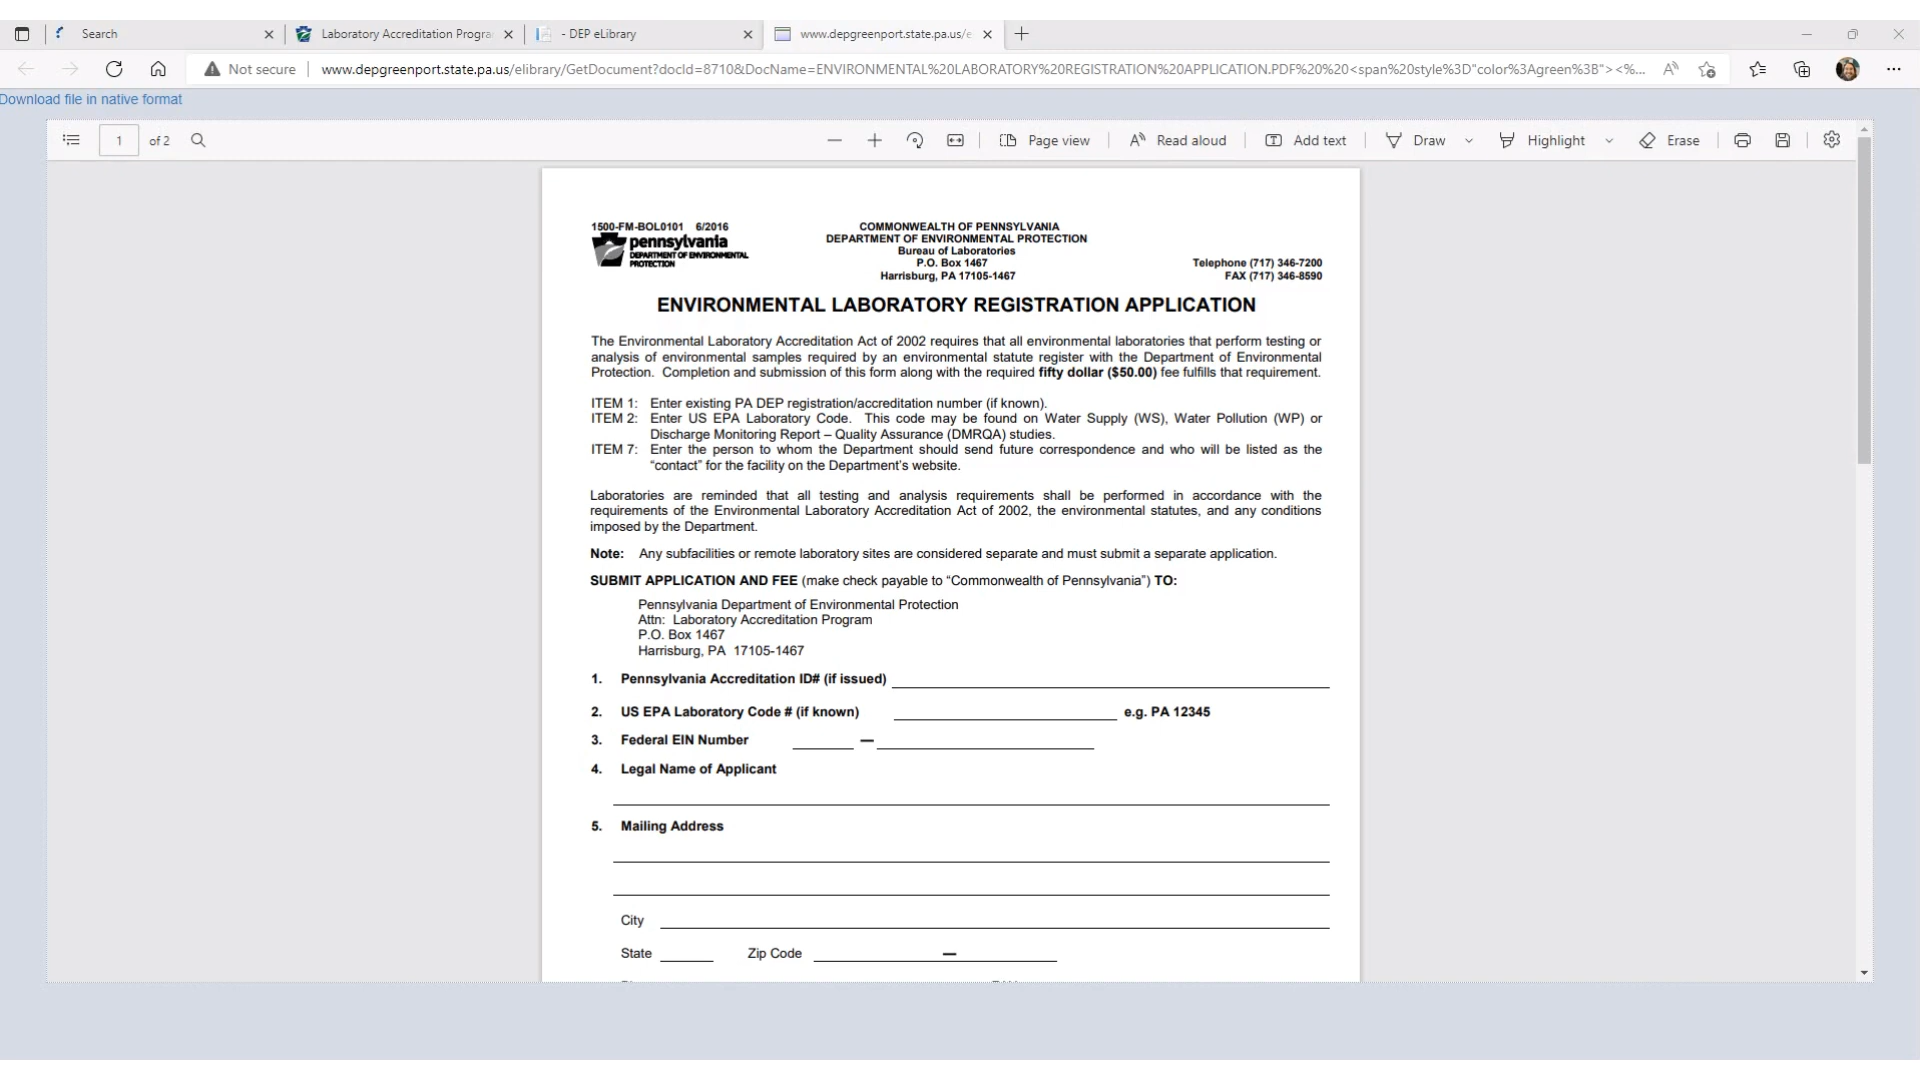 Search
Laboratory Accreditation Progra
- DEP eLibrary
www.depgreenport.state.pa.us/e
Not secure
www.depgreenport.state.pa.us/elibrary/GetDocument?docId=8710&DocName=ENVIRONMENTAL%20LABORATORY%20REGISTRATION%20APPLICATION.PDF%20%20<span%20style%3D"color%3Agreen%3B"><%...
Download file in native format
1 of 2
Page view
Read aloud
Add text
Draw
Highlight
Erase
1500-FM-BOL0101 6/2016
pennsylvania
DEPARTMENT OF ENVIRONMENTAL
PROTECTION
COMMONWEALTH OF PENNSYLVANIA
DEPARTMENT OF ENVIRONMENTAL PROTECTION
Bureau of Laboratories
P.O. Box 1467
Harrisburg, PA 17105-1467
Telephone (717) 346-7200
FAX (717) 346-8590
ENVIRONMENTAL LABORATORY REGISTRATION APPLICATION
The Environmental Laboratory Accreditation Act of 2002 requires that all environmental laboratories that perform testing or
analysis of environmental samples required by an environmental statute register with the Department of Environmental
Protection. Completion and submission of this form along with the required fifty dollar ($50.00) fee fulfills that requirement.
ITEM 1: Enter existing PA DEP registration/accreditation number (if known).
ITEM 2: Enter US EPA Laboratory Code. This code may be found on Water Supply (WS), Water Pollution (WP) or
Discharge Monitoring Report – Quality Assurance (DMRQA) studies.
ITEM 7: Enter the person to whom the Department should send future correspondence and who will be listed as the
“contact” for the facility on the Department’s website.
Laboratories are reminded that all testing and analysis requirements shall be performed in accordance with the
requirements of the Environmental Laboratory Accreditation Act of 2002, the environmental statutes, and any conditions
imposed by the Department.
Note: Any subfacilities or remote laboratory sites are considered separate and must submit a separate application.
SUBMIT APPLICATION AND FEE (make check payable to “Commonwealth of Pennsylvania”) TO:
Pennsylvania Department of Environmental Protection
Attn: Laboratory Accreditation Program
P.O. Box 1467
Harrisburg, PA 17105-1467
1. Pennsylvania Accreditation ID# (if issued)
2. US EPA Laboratory Code # (if known) e.g. PA 12345
3. Federal EIN Number —
4. Legal Name of Applicant
5. Mailing Address
City
State Zip Code —